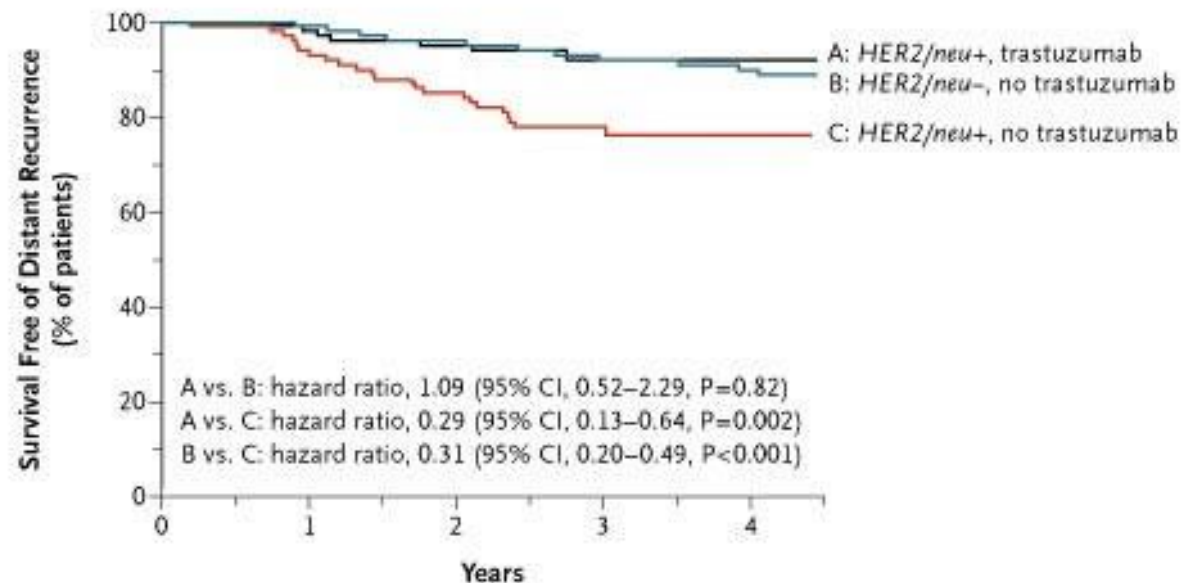 Survival Free of Distant Recurrence
(% of patients)
100
80
60
40
20
0
A: HER2/neu+, trastuzumab
B: HER2/neu–, no trastuzumab
C: HER2/neu+, no trastuzumab
A vs. B: hazard ratio, 1.09 (95% CI, 0.52–2.29, P=0.82)
A vs. C: hazard ratio, 0.29 (95% CI, 0.13–0.64, P=0.002)
B vs. C: hazard ratio, 0.31 (95% CI, 0.20–0.49, P<0.001)
0 1 2 3 4
Years